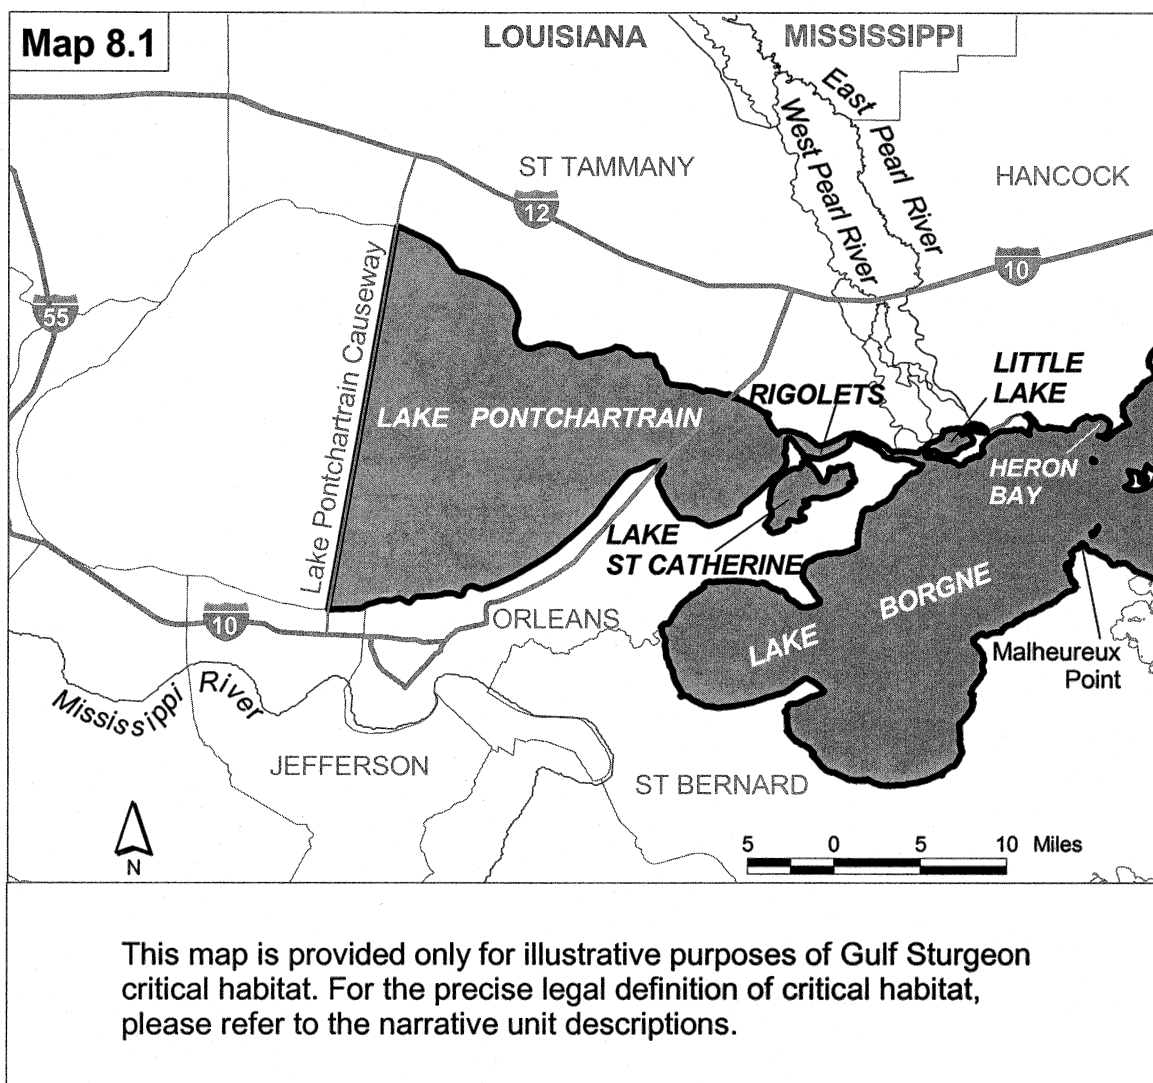 Map 8.1
LOUISIANA
MISSISSIPPI
East Pearl River
West Pearl River
ST TAMMANY
HANCOCK
12
10
55
Lake Pontchartrain Causeway
LITTLE
LAKE
RIGOLETS
LAKE PONTCHARTRAIN
HERON
BAY
LAKE
ST CATHERINE
LAKE BORGNE
ORLEANS
10
Malheureux
Point
Mississippi River
JEFFERSON
ST BERNARD
N
5 0 5 10 Miles
This map is provided only for illustrative purposes of Gulf Sturgeon
critical habitat. For the precise legal definition of critical habitat,
please refer to the narrative unit descriptions.